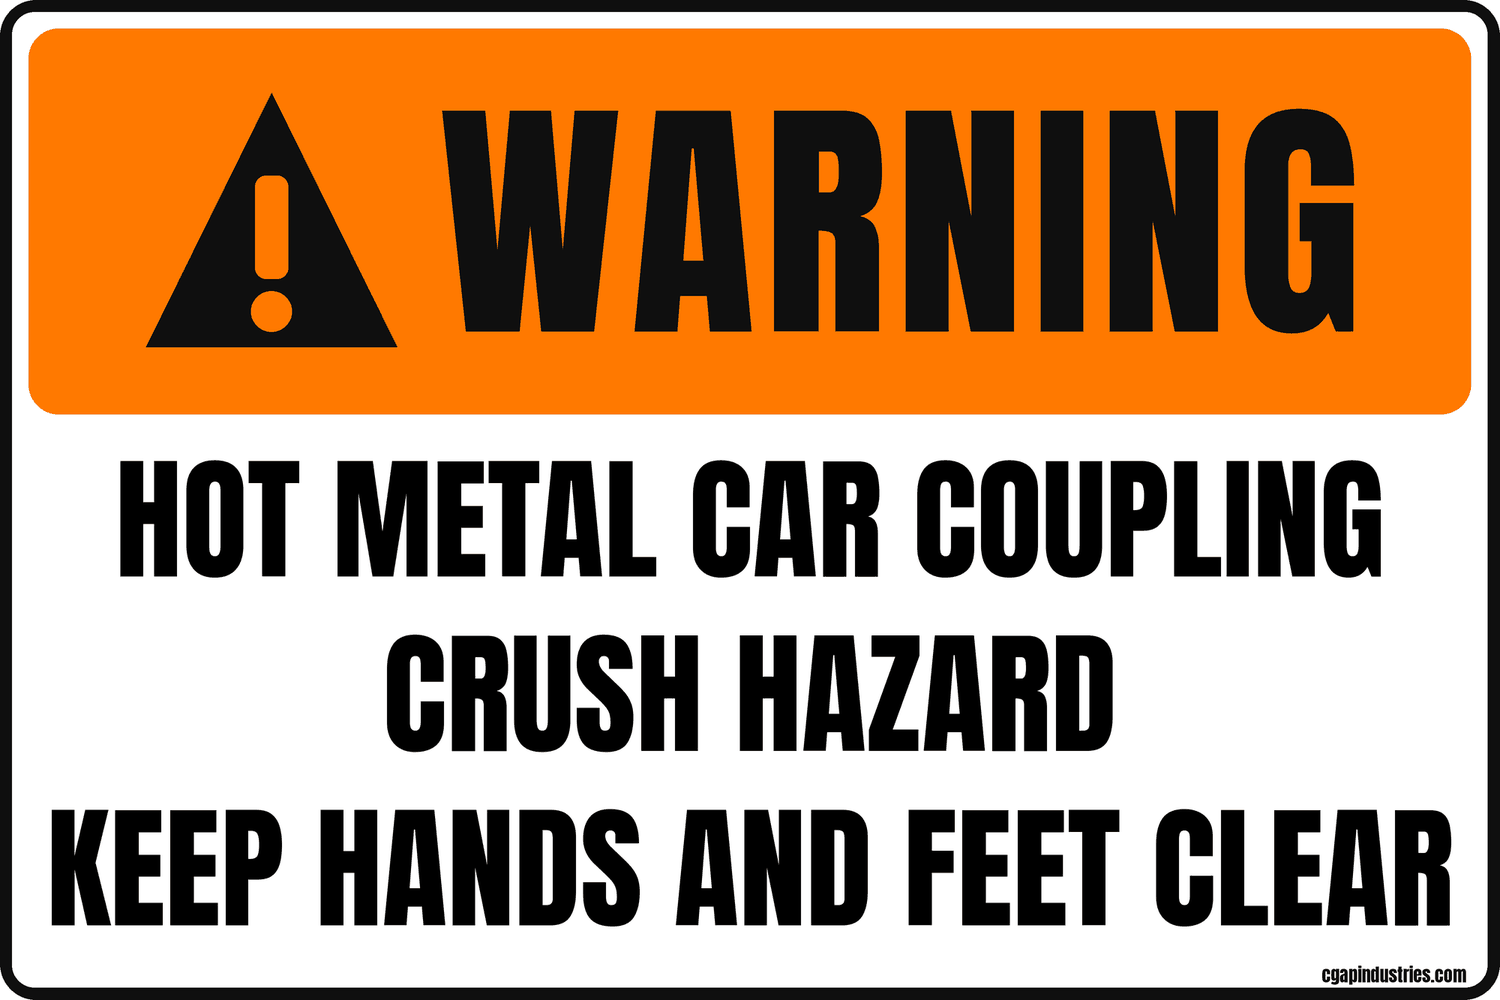 WARNING
HOT METAL CAR COUPLING
CRUSH HAZARD
KEEP HANDS AND FEET CLEAR
cgapindustries.com